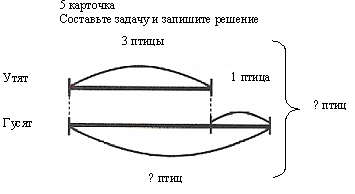 5 карточка
Составьте задачу и запишите решение
3 птицы
Утят
1 птица
? птиц
Гусят
? птиц